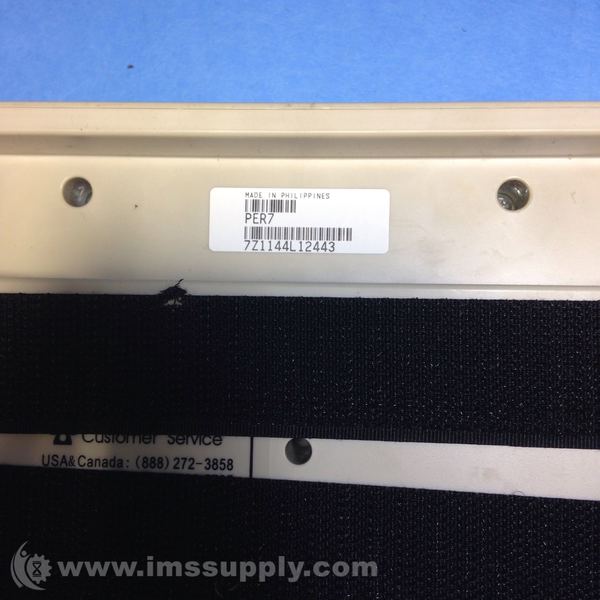 MADE IN PHILIPPINES
PER7
7Z1144L12443
Customer Service
USA&Canada: (888) 272-3858
www.imssupply.com